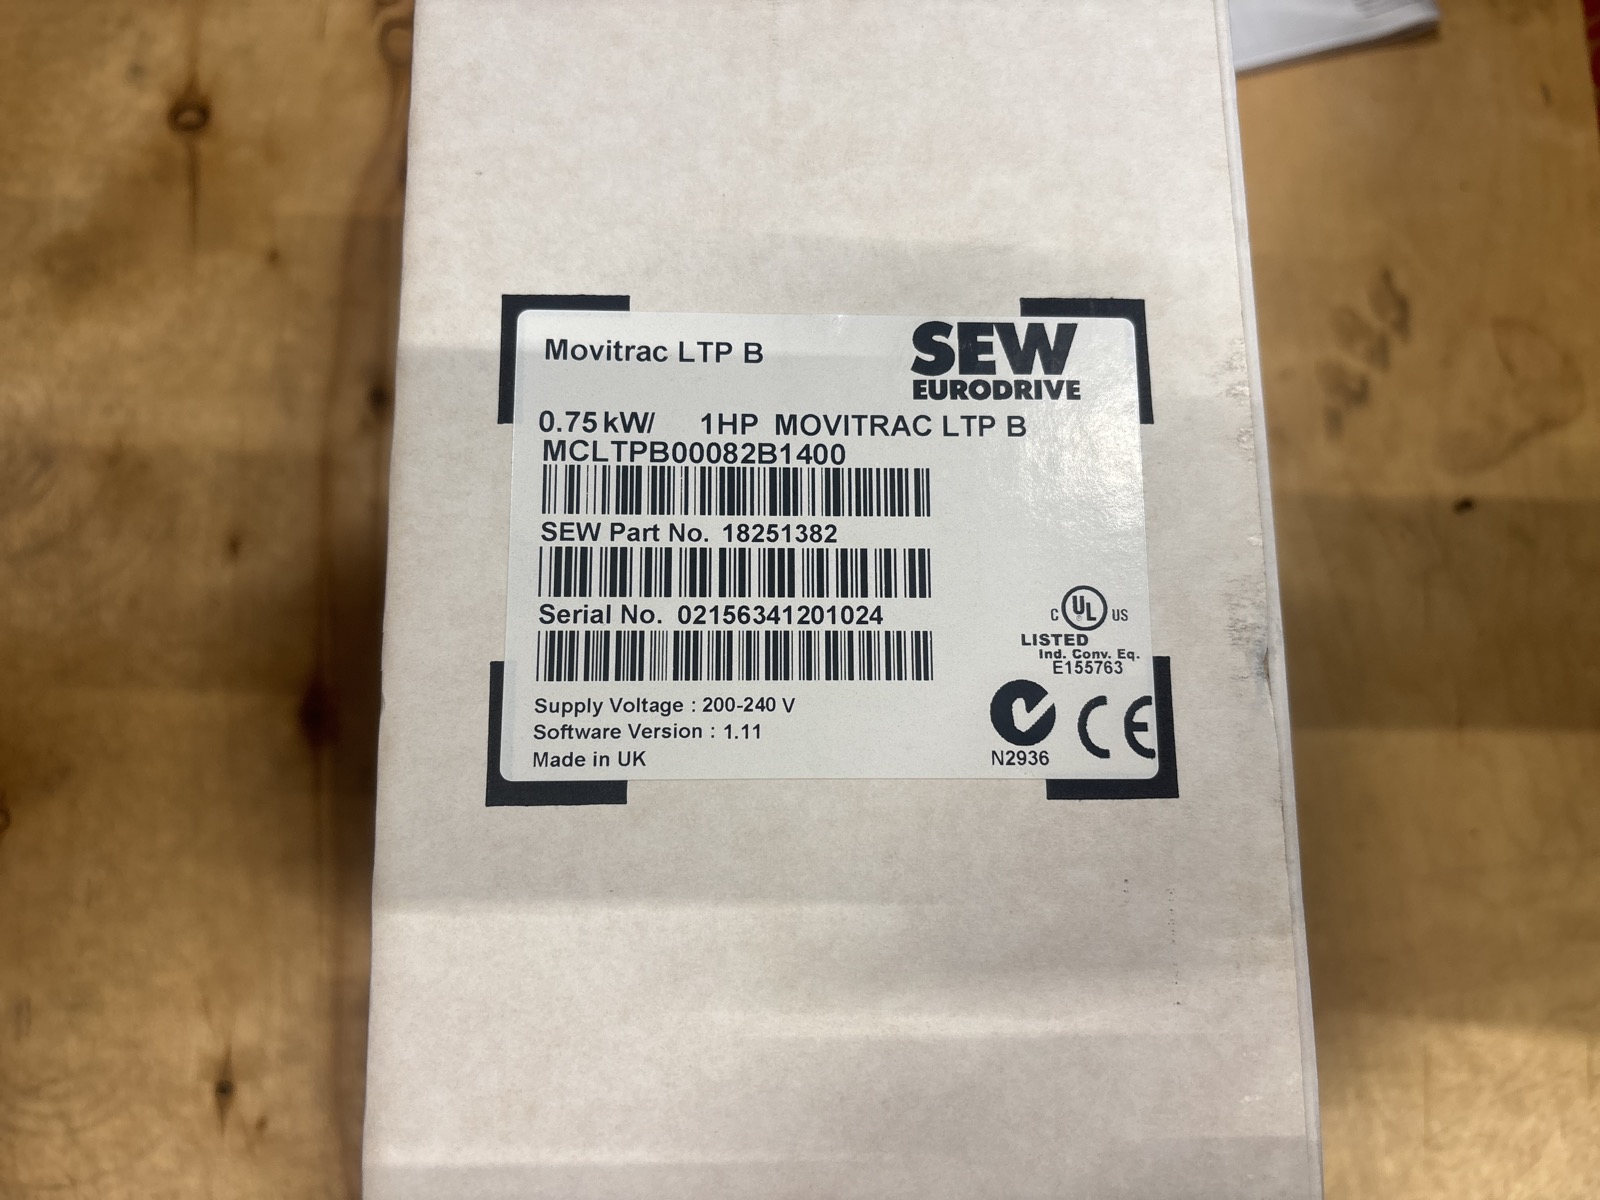 Movitrac LTP B
SEW
EURODRIVE
0.75 kW/ 1HP MOVITRAC LTP B
MCLTPB00082B1400
SEW Part No. 18251382
Serial No. 02156341201024
C UL US
LISTED
Ind. Conv. Eq.
E155763
Supply Voltage : 200-240 V
Software Version : 1.11
Made in UK
N2936
CE